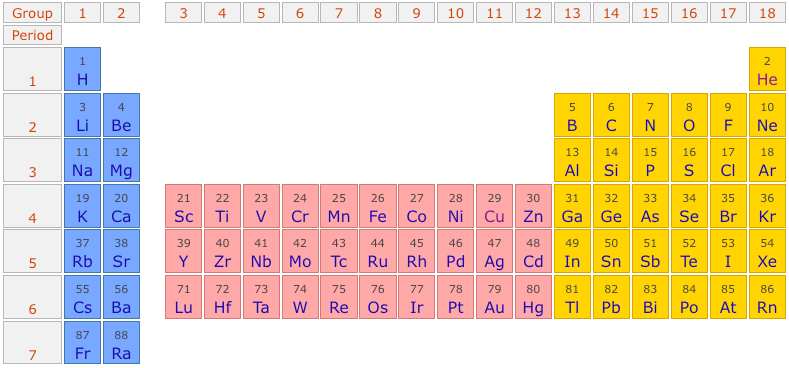 Group 1 2 3 4 5 6 7 8 9 10 11 12 13 14 15 16 17 18
Period
1 2
1 H He
3 4 5 6 7 8 9 10
2 Li Be B C N O F Ne
11 12 13 14 15 16 17 18
3 Na Mg Al Si P S Cl Ar
19 20 21 22 23 24 25 26 27 28 29 30 31 32 33 34 35 36
4 K Ca Sc Ti V Cr Mn Fe Co Ni Cu Zn Ga Ge As Se Br Kr
37 38 39 40 41 42 43 44 45 46 47 48 49 50 51 52 53 54
5 Rb Sr Y Zr Nb Mo Tc Ru Rh Pd Ag Cd In Sn Sb Te I Xe
55 56 71 72 73 74 75 76 77 78 79 80 81 82 83 84 85 86
6 Cs Ba Lu Hf Ta W Re Os Ir Pt Au Hg Tl Pb Bi Po At Rn
87 88
7 Fr Ra